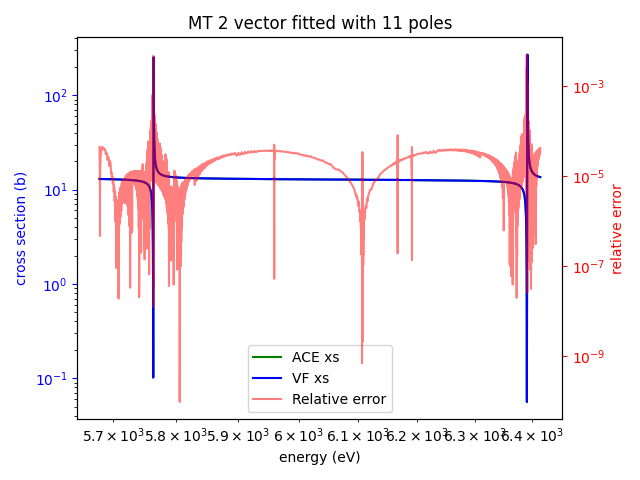 MT 2 vector fitted with 11 poles
cross section (b)
10²
10¹
10⁰
10⁻¹
10⁻³
10⁻⁵
10⁻⁷
10⁻⁹
relative error
ACE xs
VF xs
Relative error
5.7 × 10³ 5.8 × 10³ 5.9 × 10³ 6 × 10³ 6.1 × 10³ 6.2 × 10³ 6.3 × 10³ 6.4 × 10³
energy (eV)